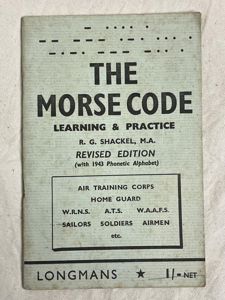 THE
MORSE CODE
LEARNING & PRACTICE
R. G. SHACKEL, M.A.
REVISED EDITION
(with 1943 Phonetic Alphabet)
AIR TRAINING CORPS
HOME GUARD
W.R.N.S. A.T.S. W.A.A.F.S.
SAILORS SOLDIERS AIRMEN
etc.
LONGMANS ★ 1/- NET